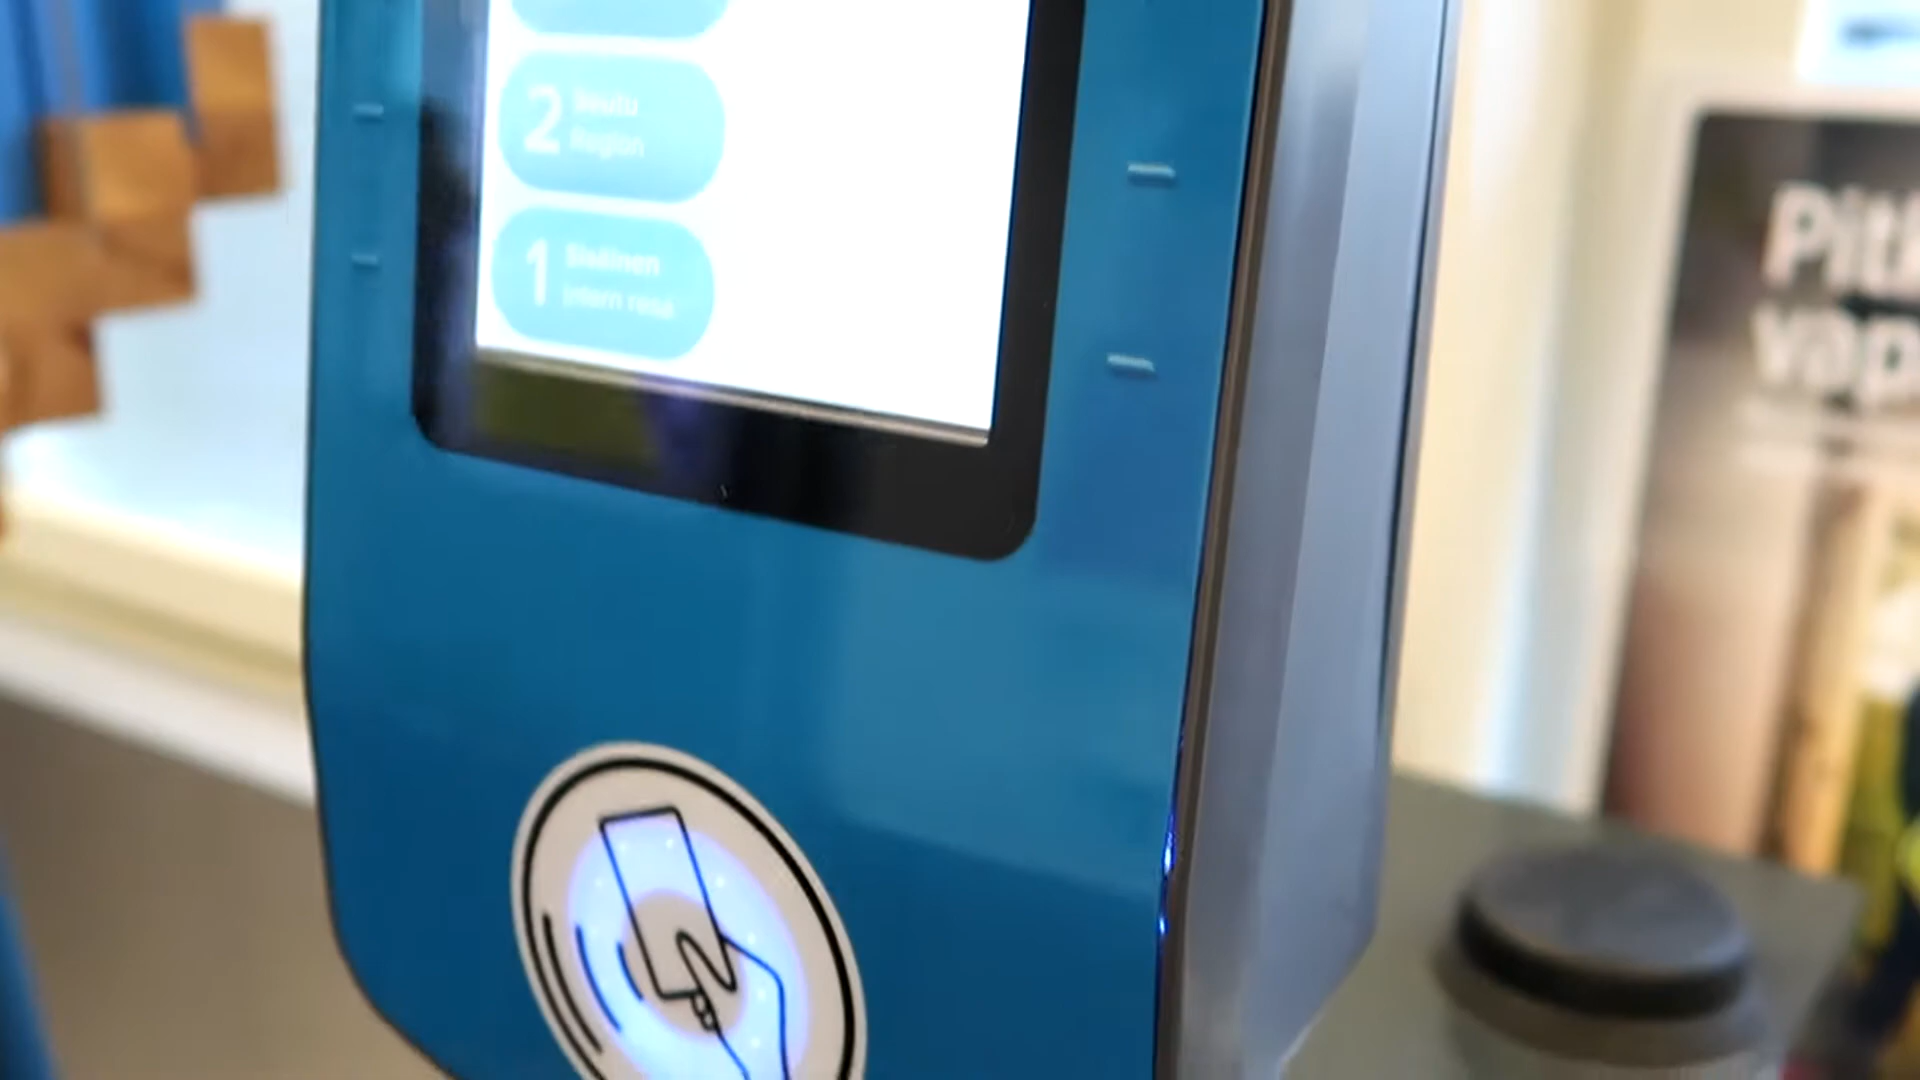 2 Seutu
Region
1 Sisäinen
Intern resa
Pit
vap